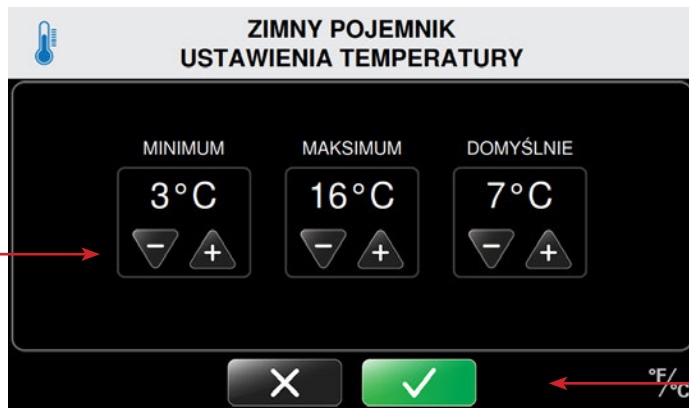 ZIMNY POJEMNIK
USTAWIENIA TEMPERATURY
MINIMUM MAKSIMUM DOMYŚLNIE
3°C 16°C 7°C
− + − + − +
°F/°C